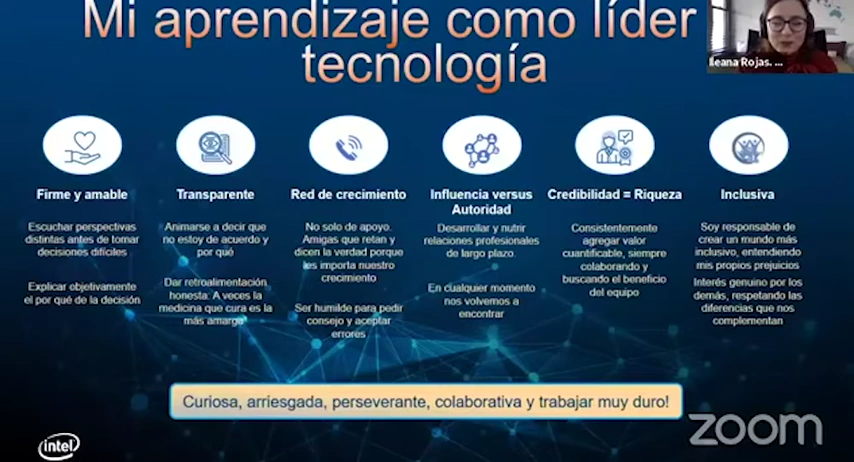 Mi aprendizaje como líder
tecnología
Ileana Rojas. ...
Firme y amable
Escuchar perspectivas
distintas antes de tomar
decisiones difíciles
Explicar objetivamente
el por qué de la decisión
Transparente
Animarse a decir que
no estoy de acuerdo y
por qué
Dar retroalimentación
honesta: A veces la
medicina que cura es la
más amarga
Red de crecimiento
No solo de apoyo.
Amigas que retan y
dicen la verdad porque
les importa nuestro
crecimiento
Ser humilde para pedir
consejo y aceptar
errores
Influencia versus
Autoridad
Desarrollar y nutrir
relaciones profesionales
de largo plazo
En cualquier momento
nos volvemos a
encontrar
Credibilidad = Riqueza
Consistentemente
agregar valor
cuantificable, siempre
colaborando y
buscando el beneficio
del equipo
Inclusiva
Soy responsable de
crear un mundo más
inclusivo, entendiendo
mis propios prejuicios
Interés genuino por los
demás, respetando las
diferencias que nos
complementan
Curiosa, arriesgada, perseverante, colaborativa y trabajar muy duro!
intel
zoom